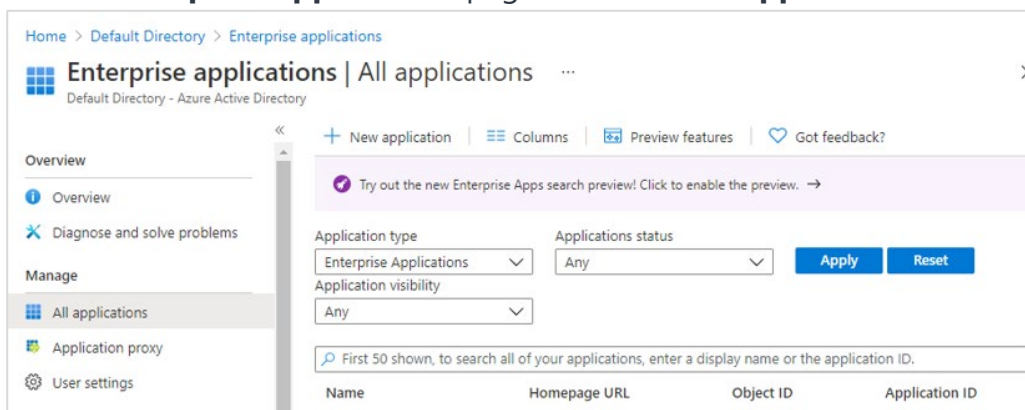 Home > Default Directory > Enterprise applications
Enterprise applications | All applications ...
Default Directory - Azure Active Directory
+ New application Columns Preview features Got feedback?
Overview
Try out the new Enterprise Apps search preview! Click to enable the preview. →
Overview
Diagnose and solve problems
Application type Applications status
Enterprise Applications Any Apply Reset
Manage
Application visibility
All applications
Any
Application proxy
First 50 shown, to search all of your applications, enter a display name or the application ID.
User settings
Name Homepage URL Object ID Application ID